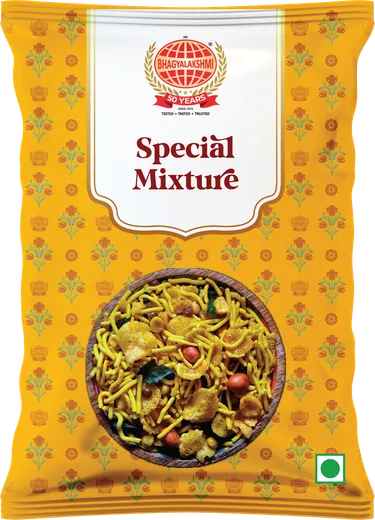 BHAGYALAKSHMI
®
50 YEARS
TESTED • TASTED • TRUSTED
Special
Mixture